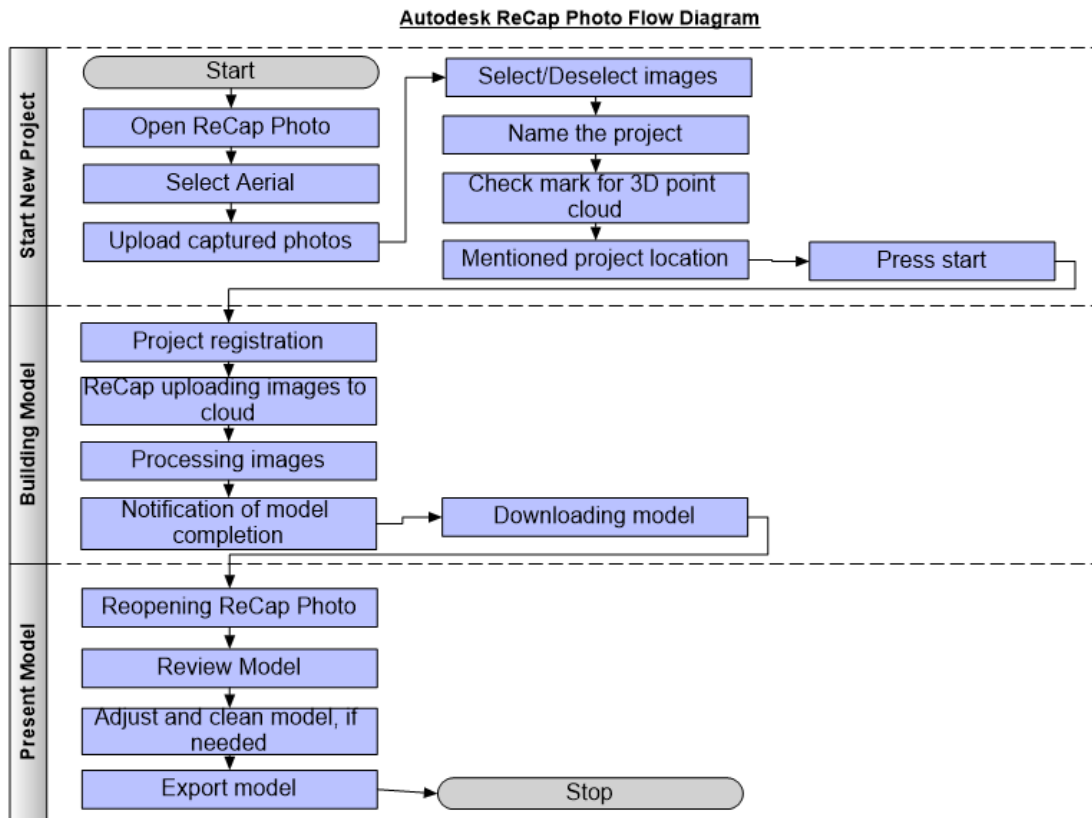 Autodesk ReCap Photo Flow Diagram
Start New Project
Start
Open ReCap Photo
Select Aerial
Upload captured photos
Select/Deselect images
Name the project
Check mark for 3D point
cloud
Mentioned project location
Press start
Building Model
Project registration
ReCap uploading images to
cloud
Processing images
Notification of model
completion
Downloading model
Present Model
Reopening ReCap Photo
Review Model
Adjust and clean model, if
needed
Export model
Stop